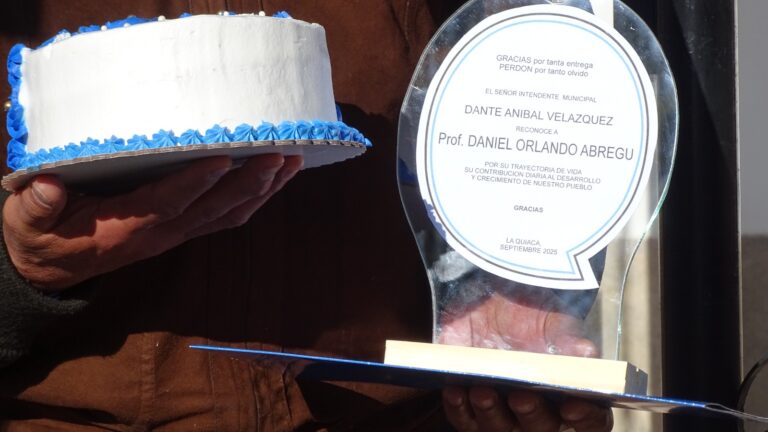 GRACIAS por tanta entrega
PERDON por tanto olvido
EL SEÑOR INTENDENTE MUNICIPAL
DANTE ANIBAL VELAZQUEZ
RECONOCE A
Prof. DANIEL ORLANDO ABREGU
POR SU TRAYECTORIA DE VIDA
SU CONTRIBUCION DIARIA AL DESARROLLO
Y CRECIMIENTO DE NUESTRO PUEBLO
GRACIAS
LA QUIACA,
SEPTIEMBRE 2025